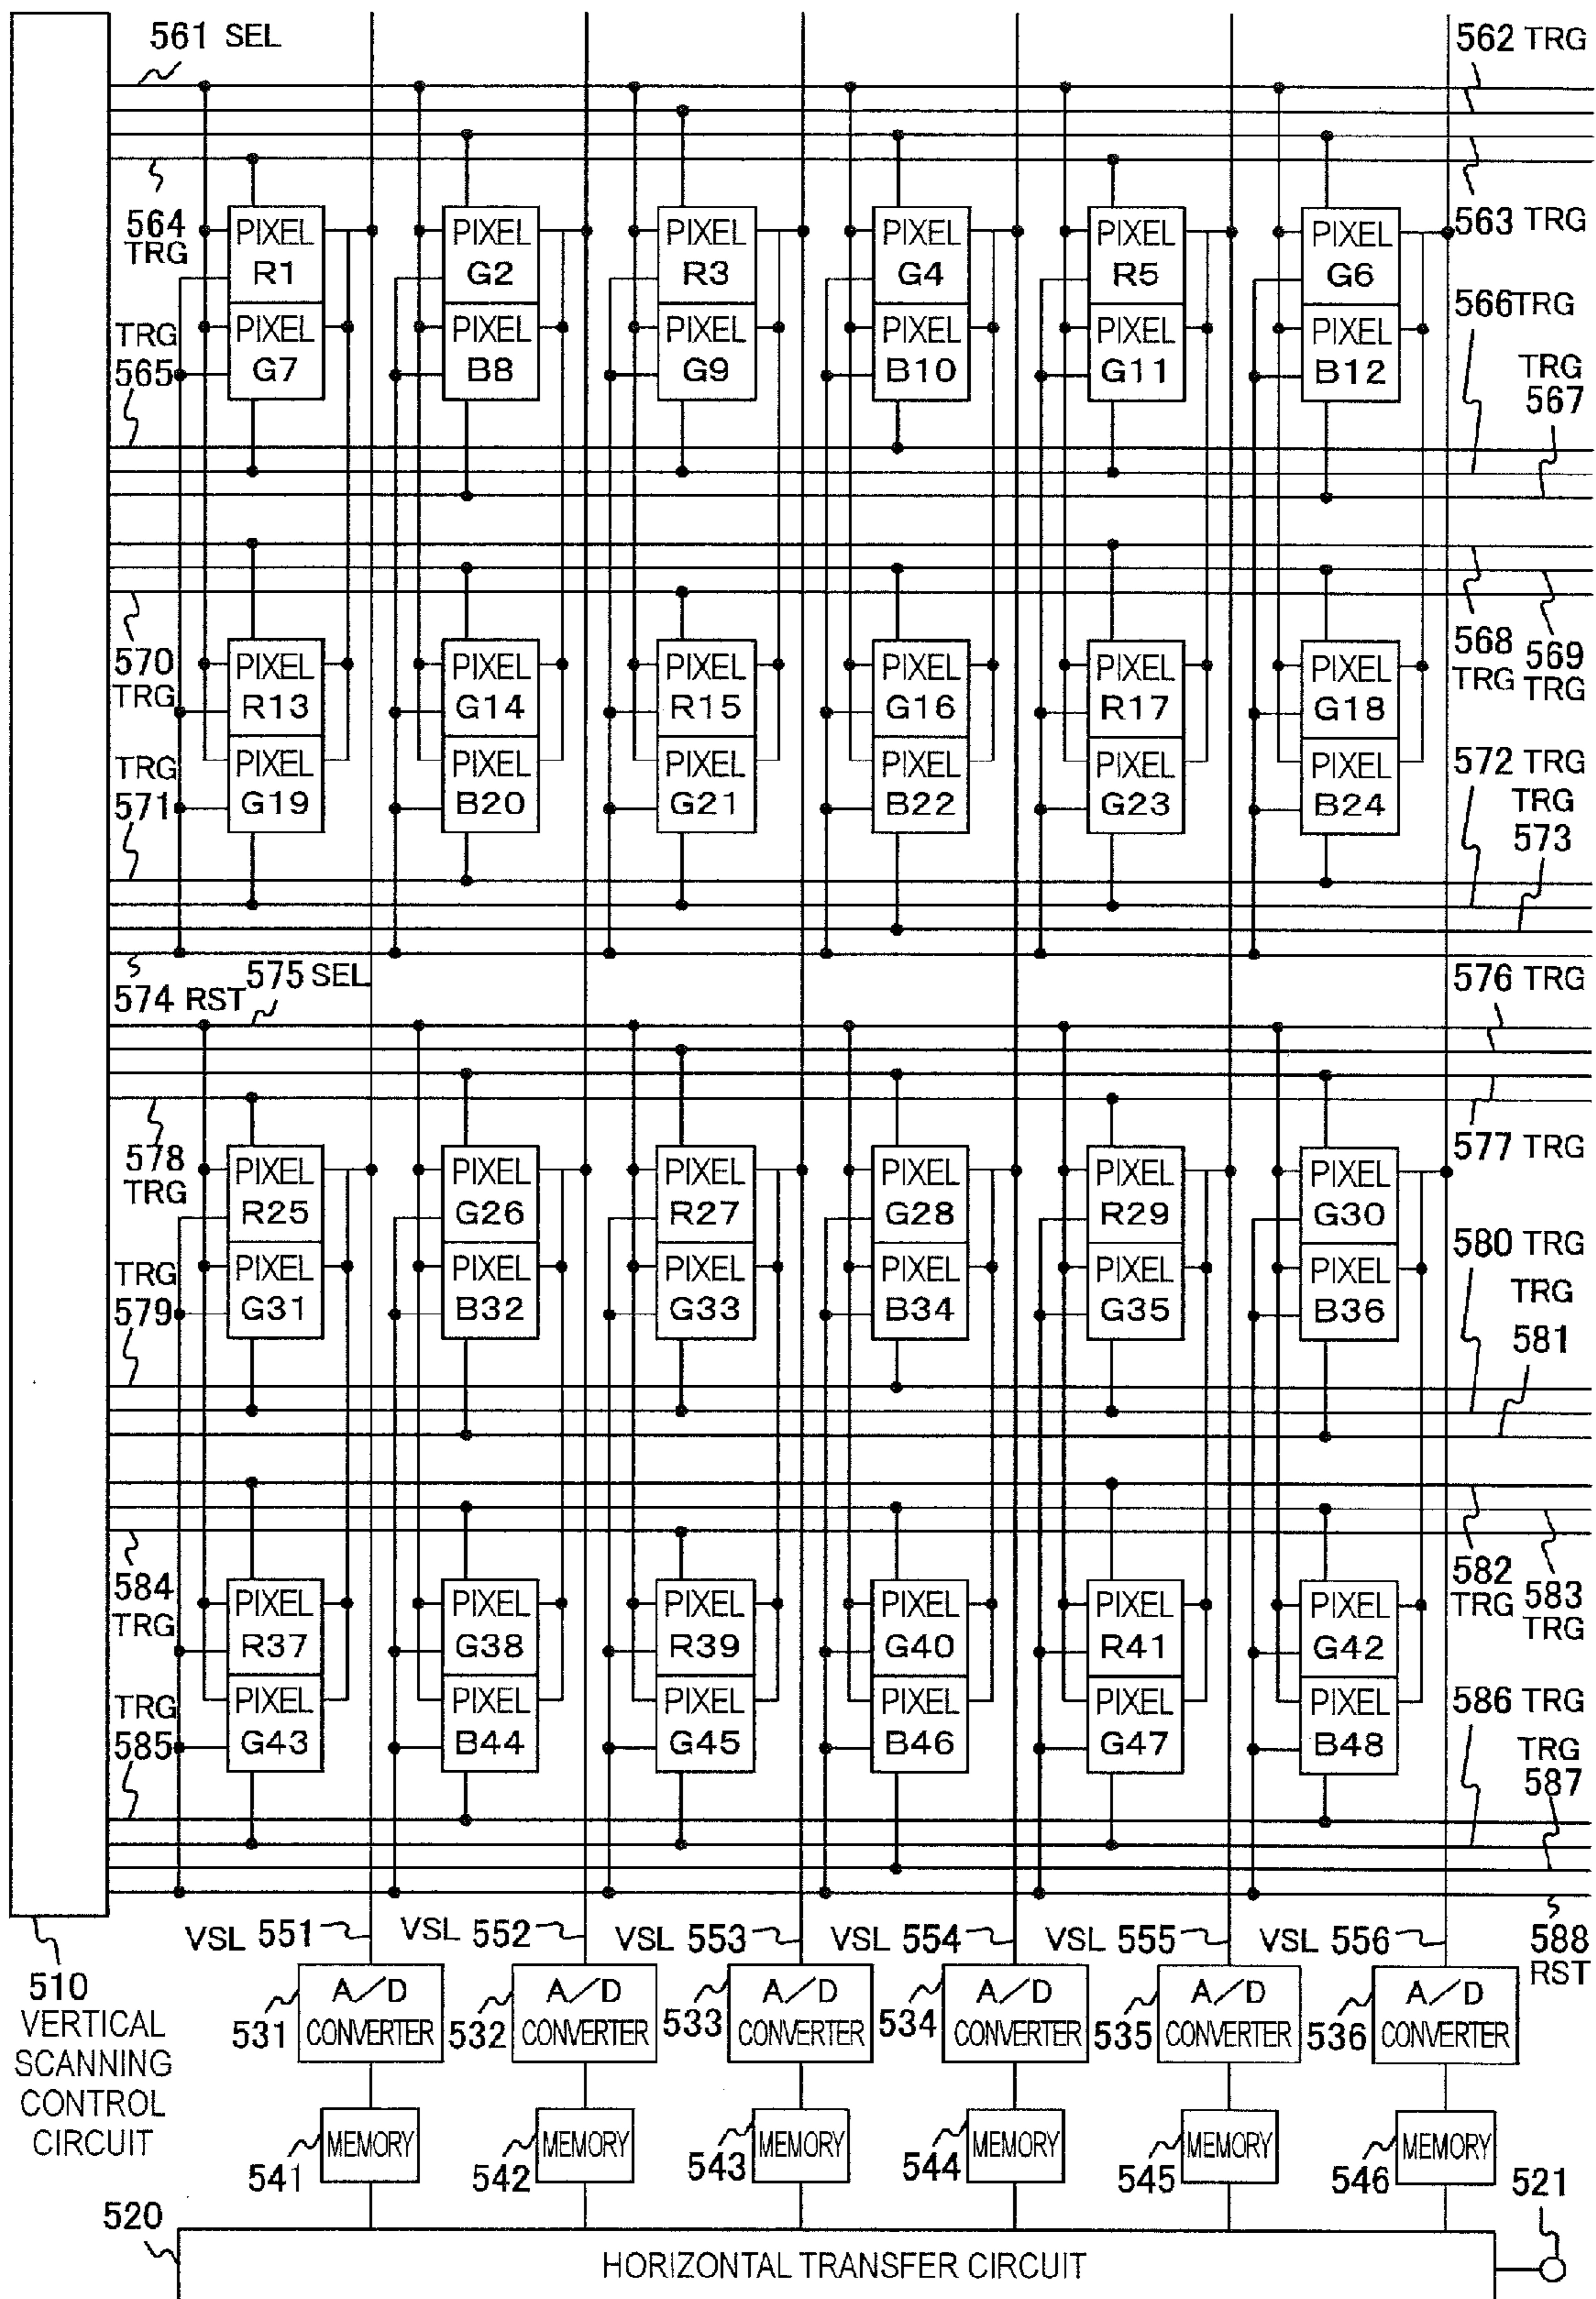 561 SEL
562 TRG
564
TRG
563 TRG
PIXEL PIXEL PIXEL PIXEL PIXEL PIXEL
R1 G2 R3 G4 R5 G6
TRG
565
566 TRG
PIXEL PIXEL PIXEL PIXEL PIXEL PIXEL
G7 B8 G9 B10 G11 B12
TRG
567
570
TRG
568
TRG
569
TRG
PIXEL PIXEL PIXEL PIXEL PIXEL PIXEL
R13 G14 R15 G16 R17 G18
TRG
571
572 TRG
PIXEL PIXEL PIXEL PIXEL PIXEL PIXEL
G19 B20 G21 B22 G23 B24
TRG
573
574 RST
575 SEL
576 TRG
578
TRG
577 TRG
PIXEL PIXEL PIXEL PIXEL PIXEL PIXEL
R25 G26 R27 G28 R29 G30
TRG
579
580 TRG
PIXEL PIXEL PIXEL PIXEL PIXEL PIXEL
G31 B32 G33 B34 G35 B36
TRG
581
584
TRG
582
TRG
583
TRG
PIXEL PIXEL PIXEL PIXEL PIXEL PIXEL
R37 G38 R39 G40 R41 G42
TRG
585
586 TRG
PIXEL PIXEL PIXEL PIXEL PIXEL PIXEL
G43 B44 G45 B46 G47 B48
TRG
587
VSL 551 VSL 552 VSL 553 VSL 554 VSL 555 VSL 556
588
RST
510
VERTICAL
SCANNING
CONTROL
CIRCUIT
A/D A/D A/D A/D A/D A/D
531 532 533 534 535 536
CONVERTER CONVERTER CONVERTER CONVERTER CONVERTER CONVERTER
MEMORY MEMORY MEMORY MEMORY MEMORY MEMORY
541 542 543 544 545 546
520
521
HORIZONTAL TRANSFER CIRCUIT